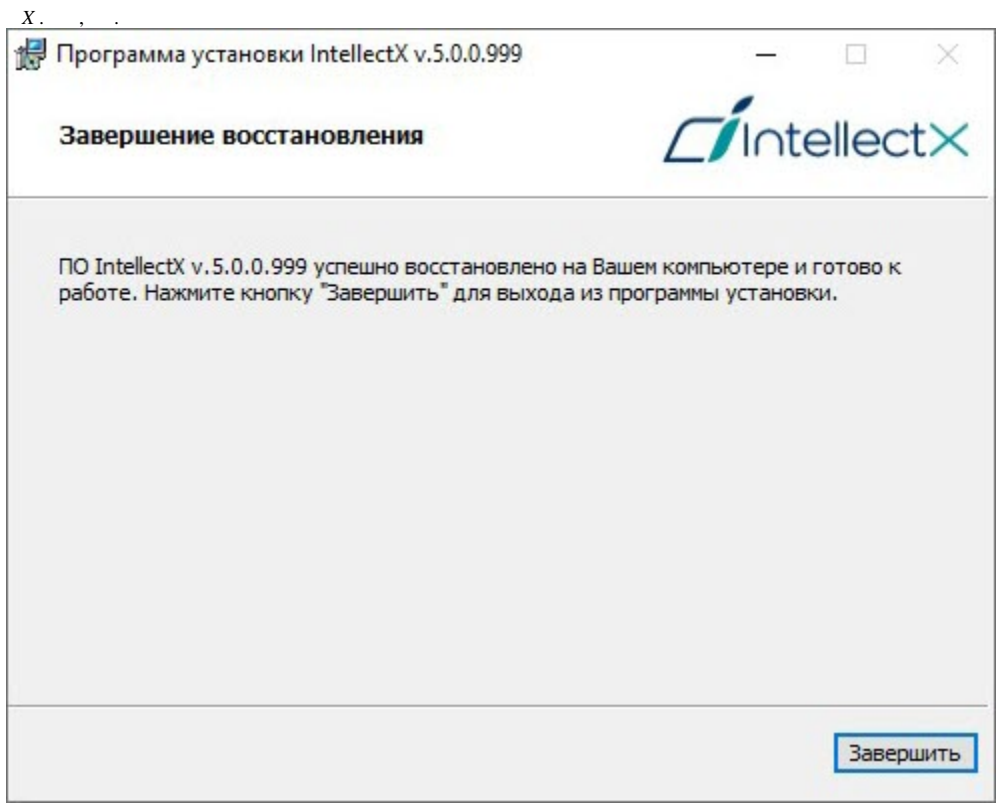 X . , .
Программа установки IntellectX v.5.0.0.999
Завершение восстановления
IntellectX
ПО IntellectX v.5.0.0.999 успешно восстановлено на Вашем компьютере и готово к
работе. Нажмите кнопку "Завершить" для выхода из программы установки.
Завершить